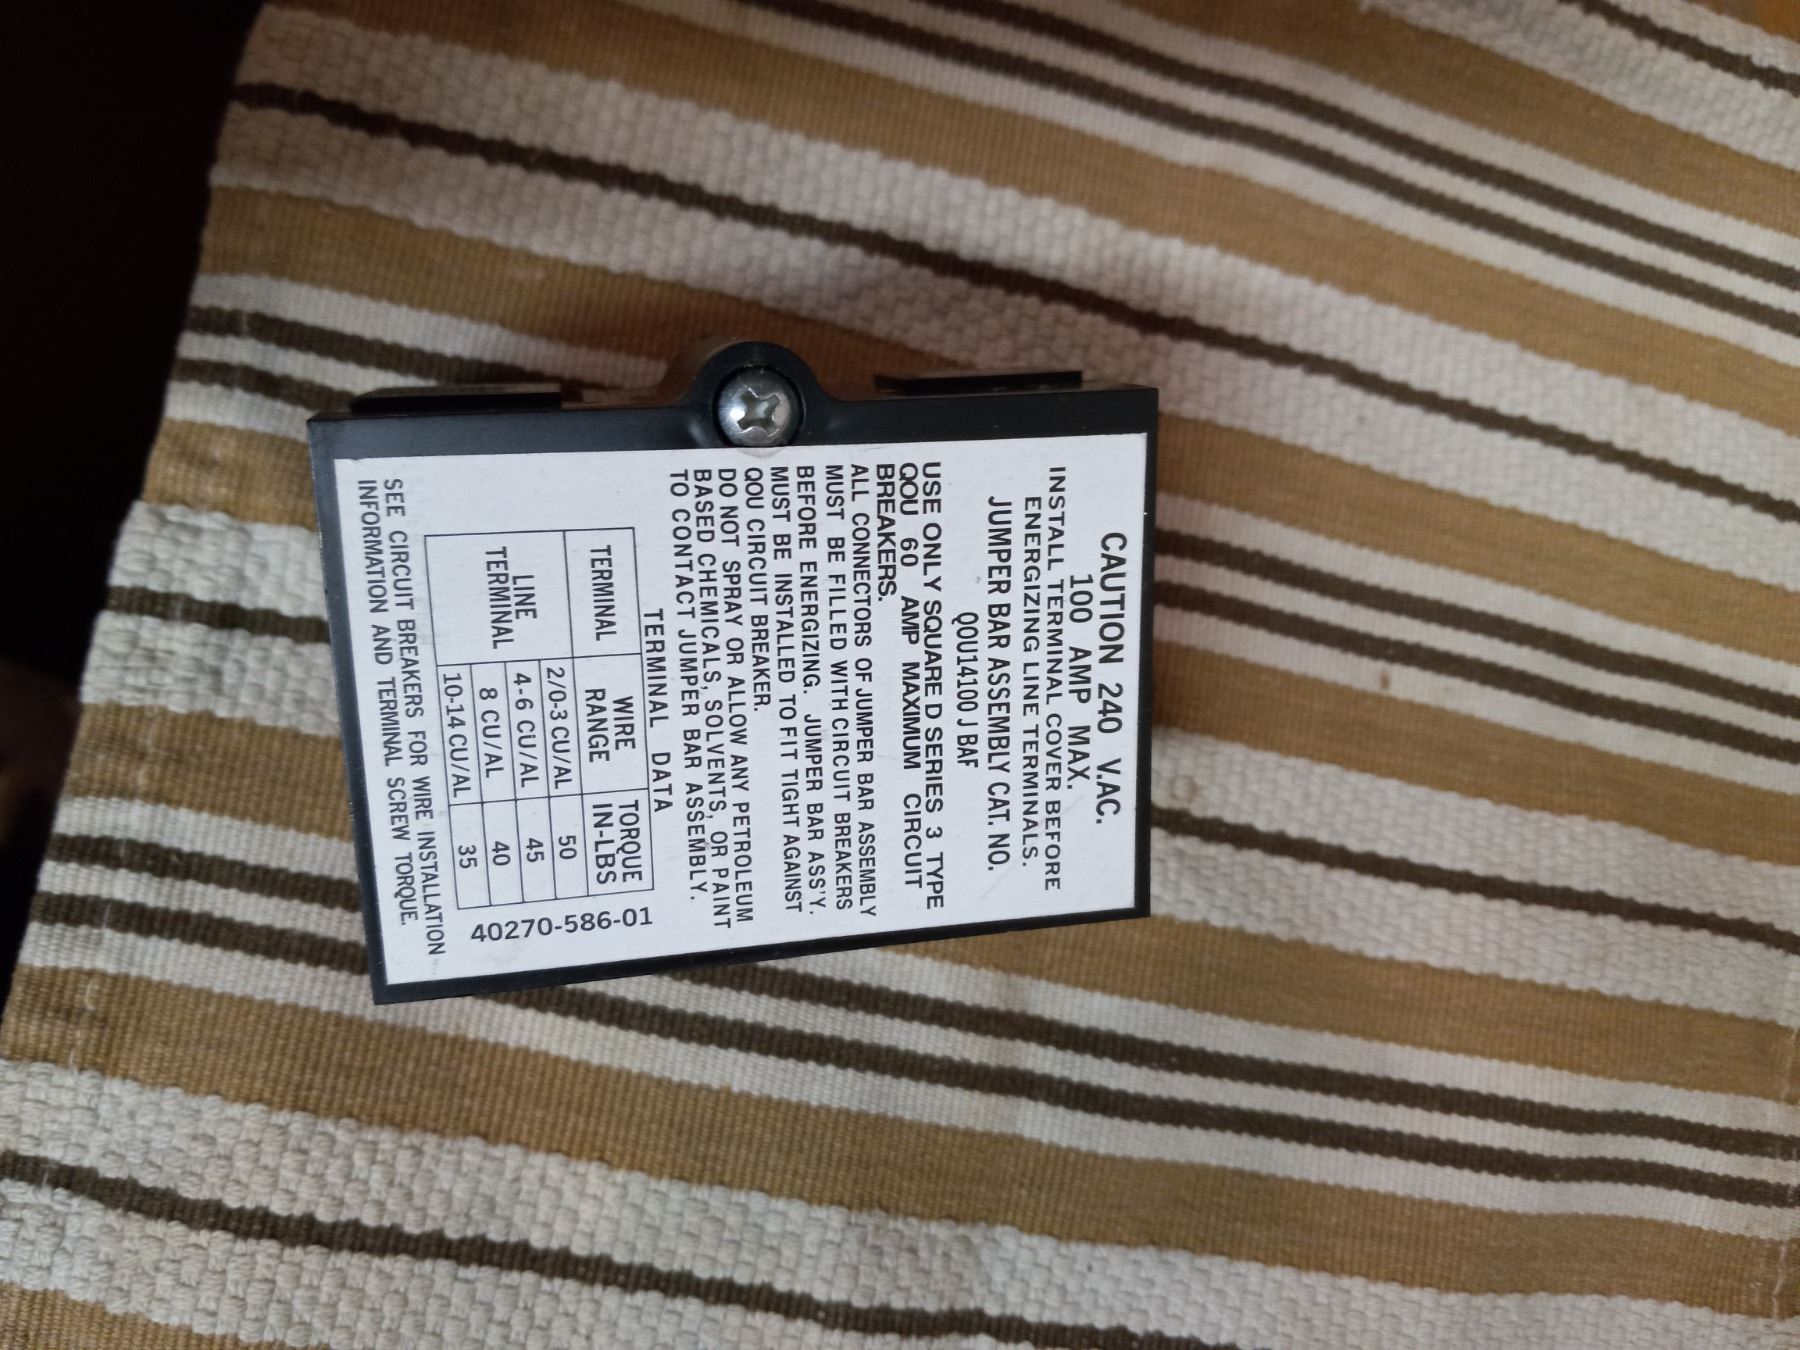 CAUTION 240 V.AC.
100 AMP MAX.
INSTALL TERMINAL COVER BEFORE
ENERGIZING LINE TERMINALS.
JUMPER BAR ASSEMBLY CAT. NO.
QOU14100 J BAF
USE ONLY SQUARE D SERIES 3 TYPE
QOU 60 AMP MAXIMUM CIRCUIT
BREAKERS.
ALL CONNECTORS OF JUMPER BAR ASSEMBLY
MUST BE FILLED WITH CIRCUIT BREAKERS
BEFORE ENERGIZING. JUMPER BAR ASS'Y.
MUST BE INSTALLED TO FIT TIGHT AGAINST
QOU CIRCUIT BREAKER.
DO NOT SPRAY OR ALLOW ANY PETROLEUM
BASED CHEMICALS, SOLVENTS, OR PAINT
TO CONTACT JUMPER BAR ASSEMBLY.
TERMINAL DATA
TERMINAL WIRE RANGE TORQUE IN-LBS
LINE TERMINAL 2/0-3 CU/AL 50
4-6 CU/AL 45
8 CU/AL 40
10-14 CU/AL 35
40270-586-01
SEE CIRCUIT BREAKERS FOR WIRE INSTALLATION
INFORMATION AND TERMINAL SCREW TORQUE.